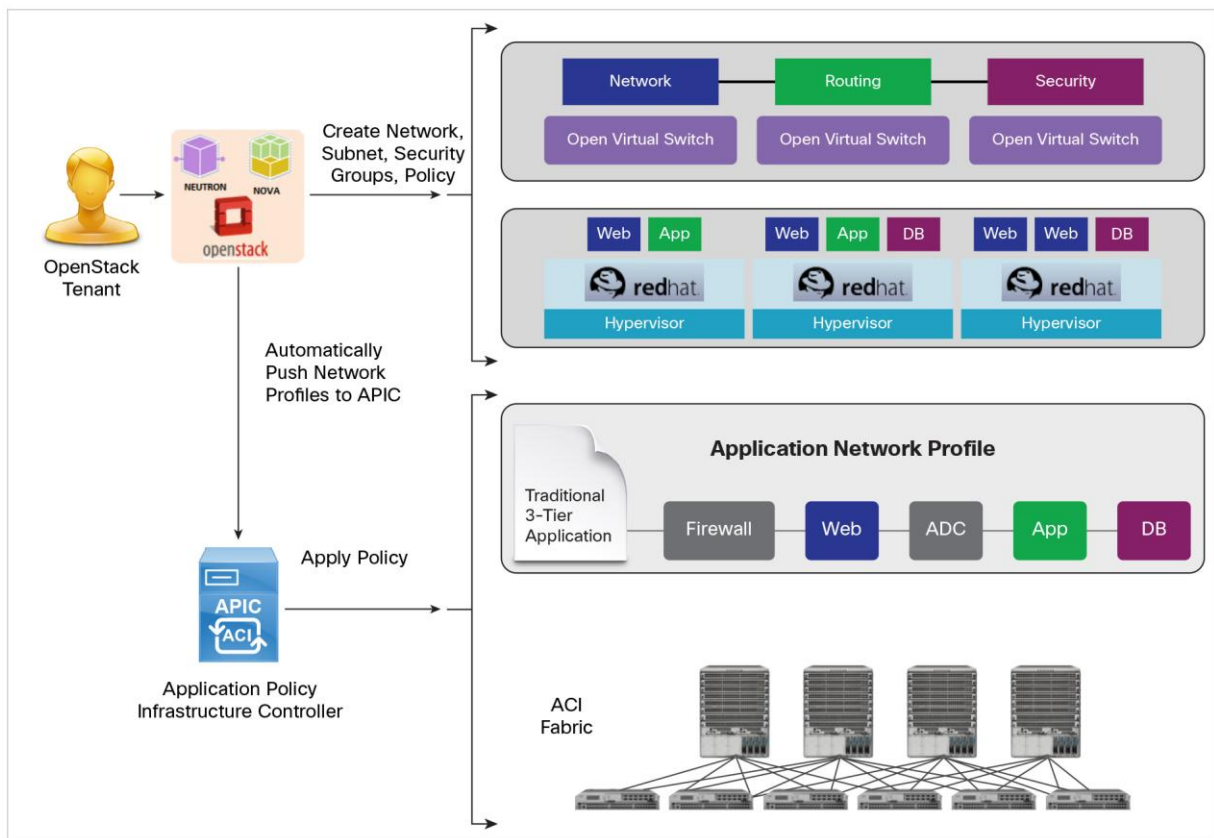 Network
Routing
Security
Open Virtual Switch
Open Virtual Switch
Open Virtual Switch
Create Network,
Subnet, Security
Groups, Policy
NEUTRON
NOVA
openstack
OpenStack
Tenant
Web
App
Web
App
DB
Web
Web
DB
redhat.
redhat.
redhat.
Hypervisor
Hypervisor
Hypervisor
Automatically
Push Network
Profiles to APIC
Application Network Profile
Traditional
3-Tier
Application
Firewall
Web
ADC
App
DB
Apply Policy
APIC
ACI
Application Policy
Infrastructure Controller
ACI
Fabric